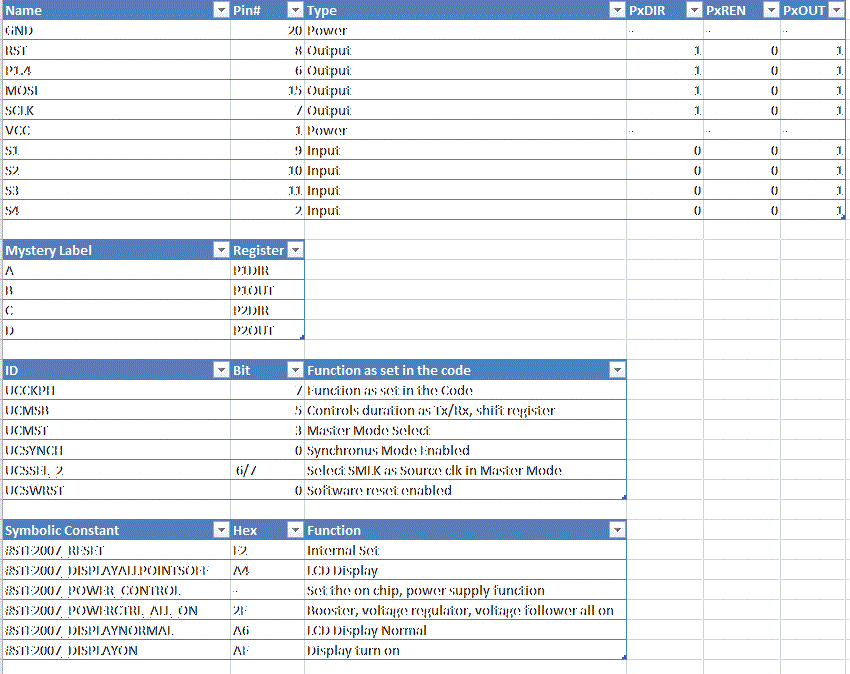 Name Pin# Type PxDIR PxREN PxOUT
GND 20 Power -- -- --
RST 8 Output 1 0 1
P1.4 6 Output 1 0 1
MOSI 15 Output 1 0 1
SCLK 7 Output 1 0 1
VCC 1 Power -- -- --
S1 9 Input 0 0 1
S2 10 Input 0 0 1
S3 11 Input 0 0 1
S4 2 Input 0 0 1
Mystery Label Register
A P1DIR
B P1OUT
C P2DIR
D P2OUT
ID Bit Function as set in the code
UCCKPH 7 Function as set in the Code
UCMSB 5 Controls duration as Tx/Rx, shift register
UCMST 3 Master Mode Select
UCSYNCH 0 Synchronus Mode Enabled
UCSSEL_2 6/7 Select SMLK as Source clk in Master Mode
UCSWRST 0 Software reset enabled
Symbolic Constant Hex Function
#STE2007_RESET E2 Internal Set
#STE2007_DISPLAYALLPOINTSOFF A4 LCD Display
#STE2007_POWER_CONTROL -- Set the on chip, power supply function
#STE2007_POWERCTRL_ALL_ON 2F Booster, voltage regulator, voltage follower all on
#STE2007_DISPLAYNORMAL A6 LCD Display Normal
#STE2007_DISPLAYON AF Display turn on